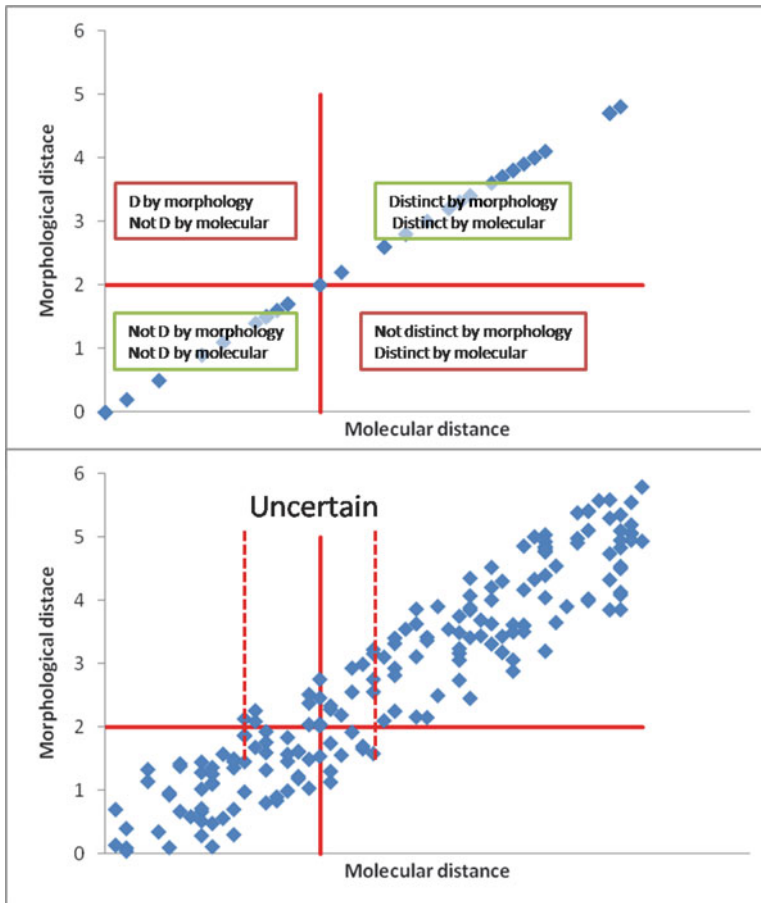 6
5
4
3
2
1
0
Morphological distace
D by morphology
Not D by molecular
Distinct by morphology
Distinct by molecular
Not D by morphology
Not D by molecular
Not distinct by morphology
Distinct by molecular
Molecular distance
6
5
4
3
2
1
0
Morphological distace
Uncertain
Molecular distance